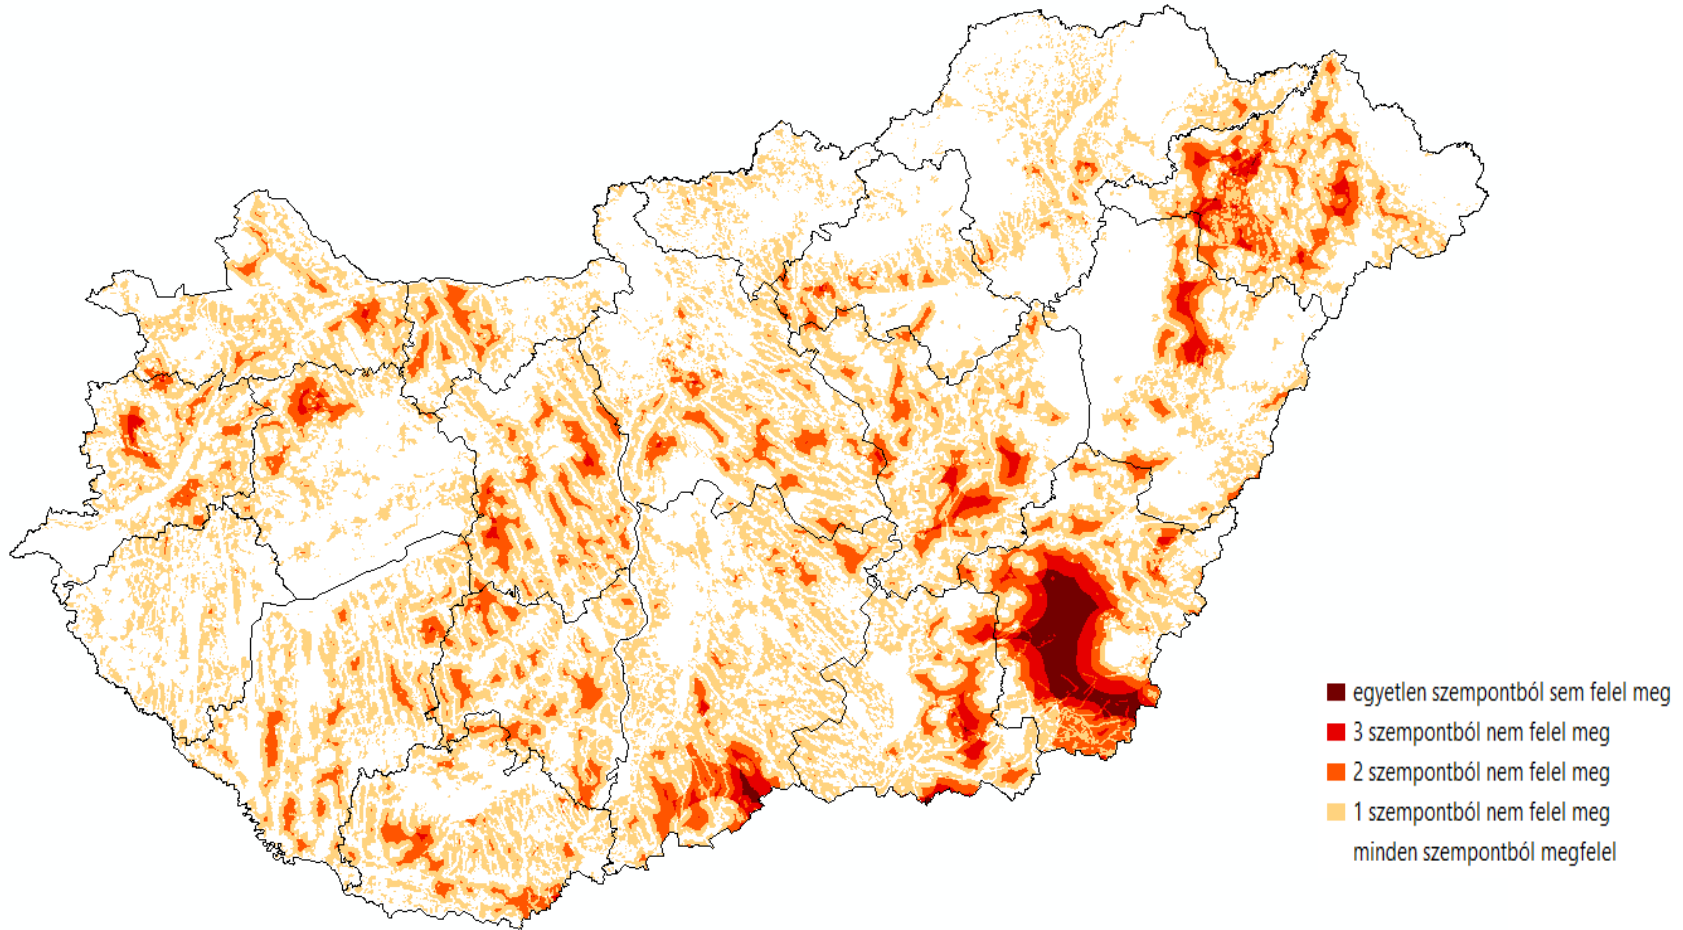 egyetlen szempontból sem felel meg
3 szempontból nem felel meg
2 szempontból nem felel meg
1 szempontból nem felel meg
minden szempontból megfelel